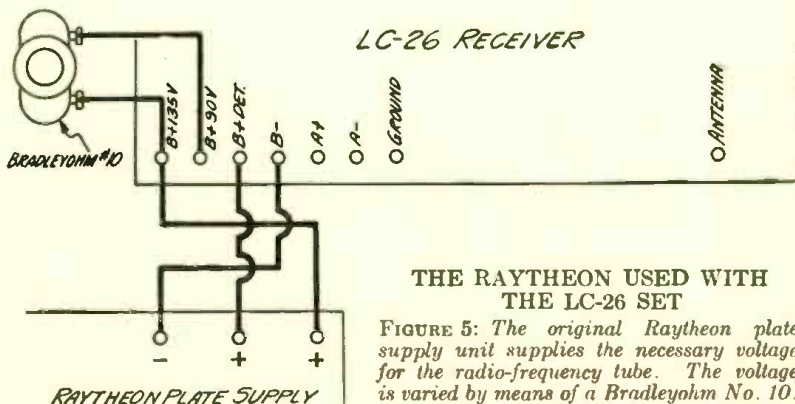 LC-26 RECEIVER
B+135V
B+90V
B+DET.
B-
A+
A-
GROUND
ANTENNA
BRADLEYOHM #10
THE RAYTHEON USED WITH
THE LC-26 SET
FIGURE 5: The original Raytheon plate
supply unit supplies the necessary voltage
for the radio-frequency tube. The voltage
is varied by means of a Bradleyohm No. 10.
- + +
RAYTHEON PLATE SUPPLY